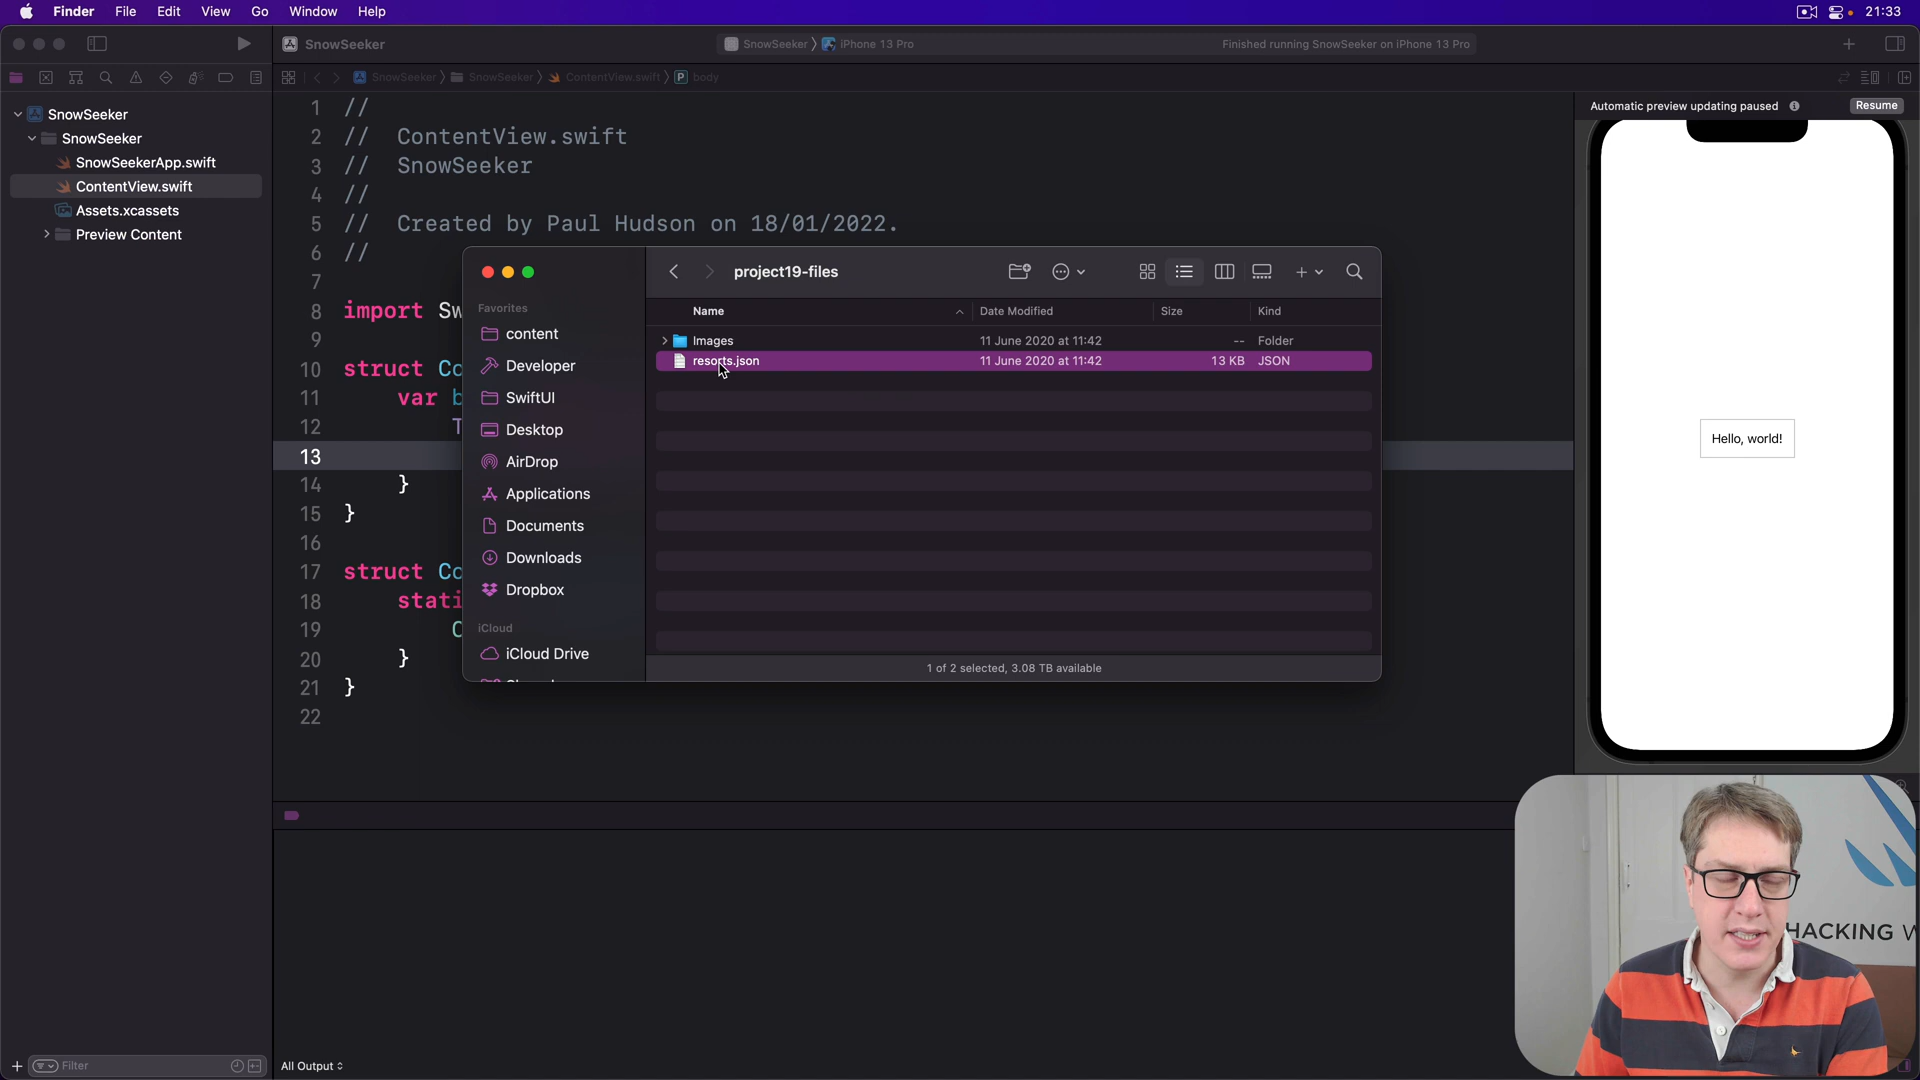 Finder File Edit View Go Window Help 21:33
SnowSeeker
SnowSeeker iPhone 13 Pro
Finished running SnowSeeker on iPhone 13 Pro
SnowSeeker SnowSeeker ContentView.swift P body
SnowSeeker
SnowSeeker
SnowSeekerApp.swift
ContentView.swift
Assets.xcassets
Preview Content
1 //
2 // ContentView.swift
3 // SnowSeeker
4 //
5 // Created by Paul Hudson on 18/01/2022.
6 //
7
8 import Sw
9
10 struct Co
11 var b
12 T
13
14 }
15 }
16
17 struct Co
18 stati
19 C
20 }
21 }
22
project19-files
Favorites
content
Developer
SwiftUI
Desktop
AirDrop
Applications
Documents
Downloads
Dropbox
iCloud
iCloud Drive
Name Date Modified Size Kind
Images 11 June 2020 at 11:42 -- Folder
resorts.json 11 June 2020 at 11:42 13 KB JSON
1 of 2 selected, 3.08 TB available
Automatic preview updating paused Resume
Hello, world!
HACKING W
Filter
All Output